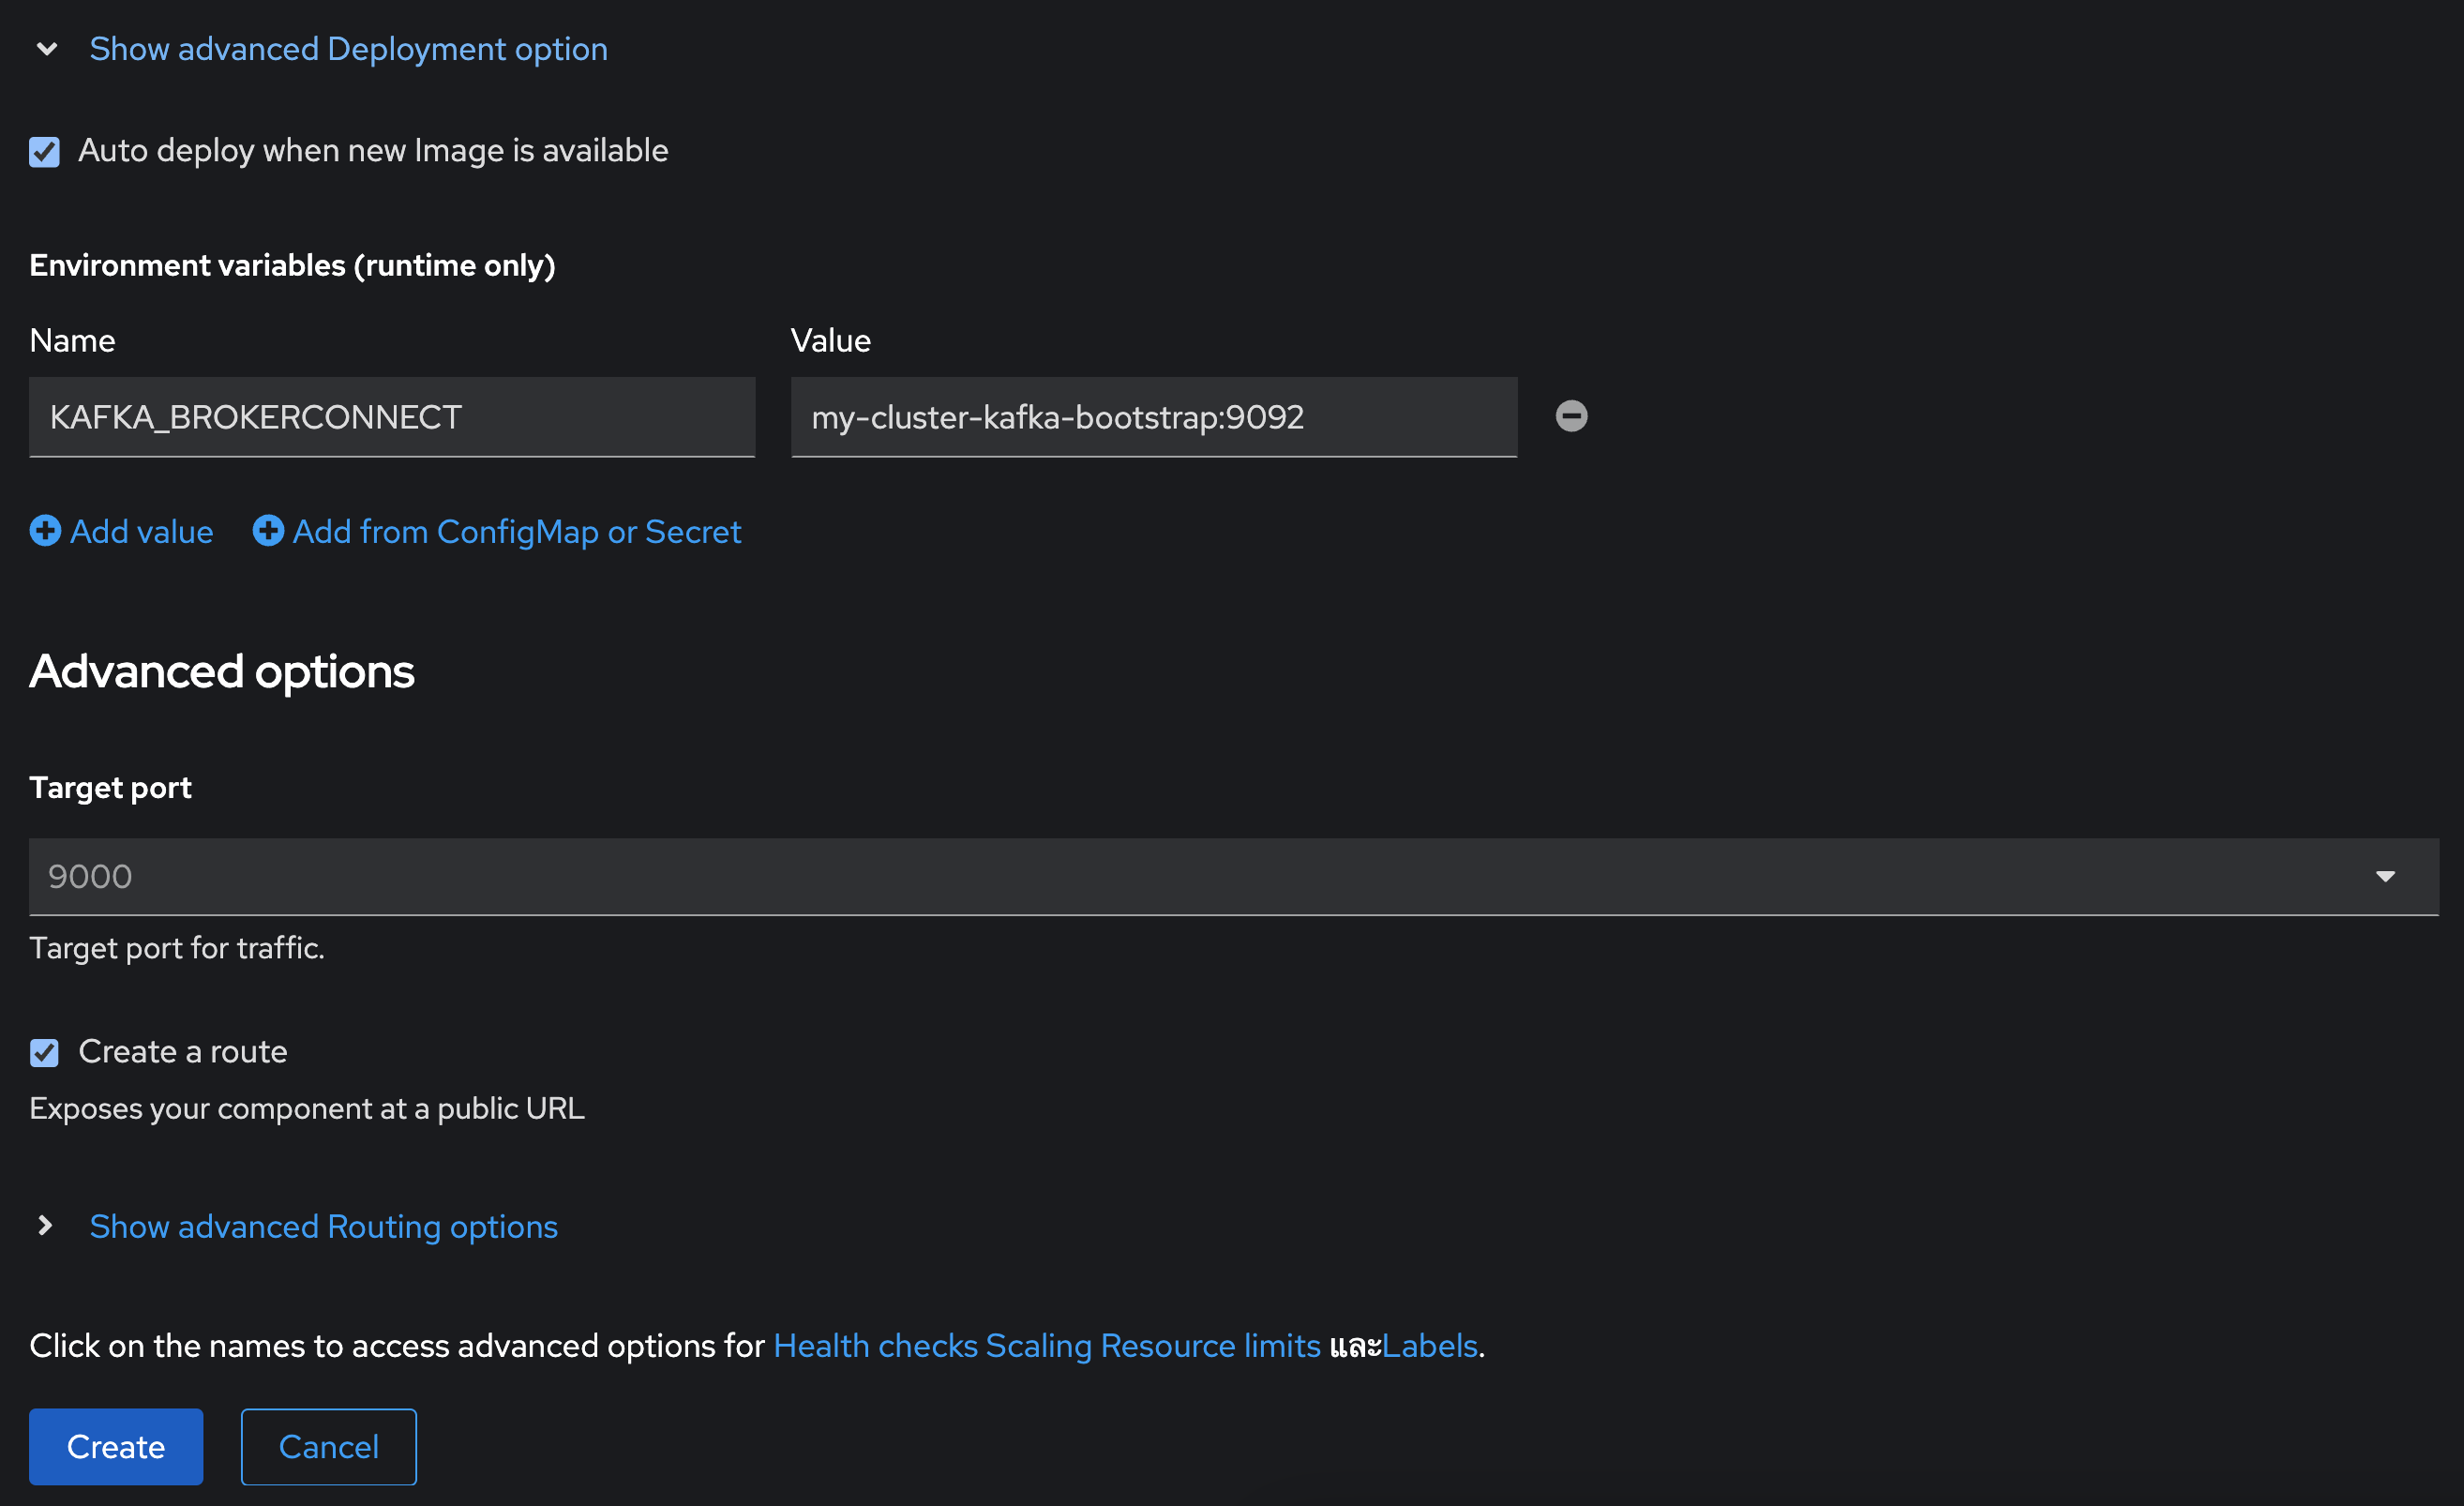 Show advanced Deployment option
Auto deploy when new Image is available
Environment variables (runtime only)
Name Value
KAFKA_BROKERCONNECT my-cluster-kafka-bootstrap:9092
Add value Add from ConfigMap or Secret
Advanced options
Target port
9000
Target port for traffic.
Create a route
Exposes your component at a public URL
Show advanced Routing options
Click on the names to access advanced options for Health checks Scaling Resource limits และLabels.
Create Cancel